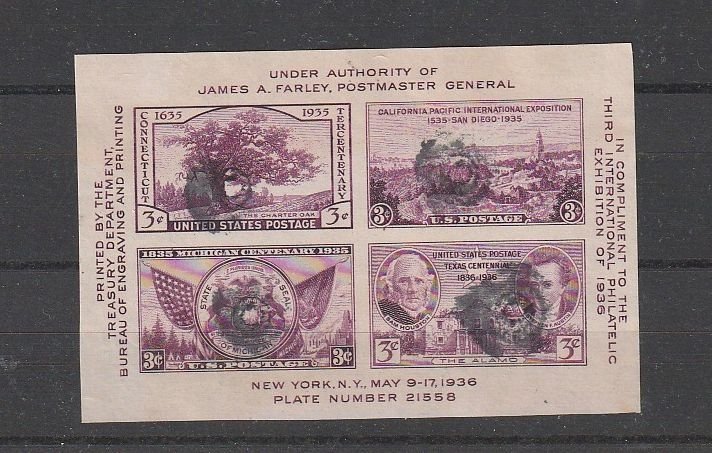 UNDER AUTHORITY OF
JAMES A. FARLEY, POSTMASTER GENERAL
PRINTED BY THE
TREASURY DEPARTMENT,
BUREAU OF ENGRAVING AND PRINTING
CONNECTICUT
1635 1935
TERCENTENARY
THE CHARTER OAK
3¢ UNITED STATES POSTAGE 3¢
CALIFORNIA PACIFIC INTERNATIONAL EXPOSITION
1535·SAN DIEGO·1935
3¢ U.S. POSTAGE 3¢
1835 MICHIGAN CENTENARY 1935
STATE SEAL
OF MICHIGAN
3¢ U.S. POSTAGE 3¢
UNITED STATES POSTAGE
TEXAS CENTENNIAL
1836·1936
SAM HOUSTON
3¢ THE ALAMO 3¢
IN COMPLIMENT TO THE
THIRD INTERNATIONAL PHILATELIC
EXHIBITION OF 1936
NEW YORK, N.Y., MAY 9-17, 1936
PLATE NUMBER 21558